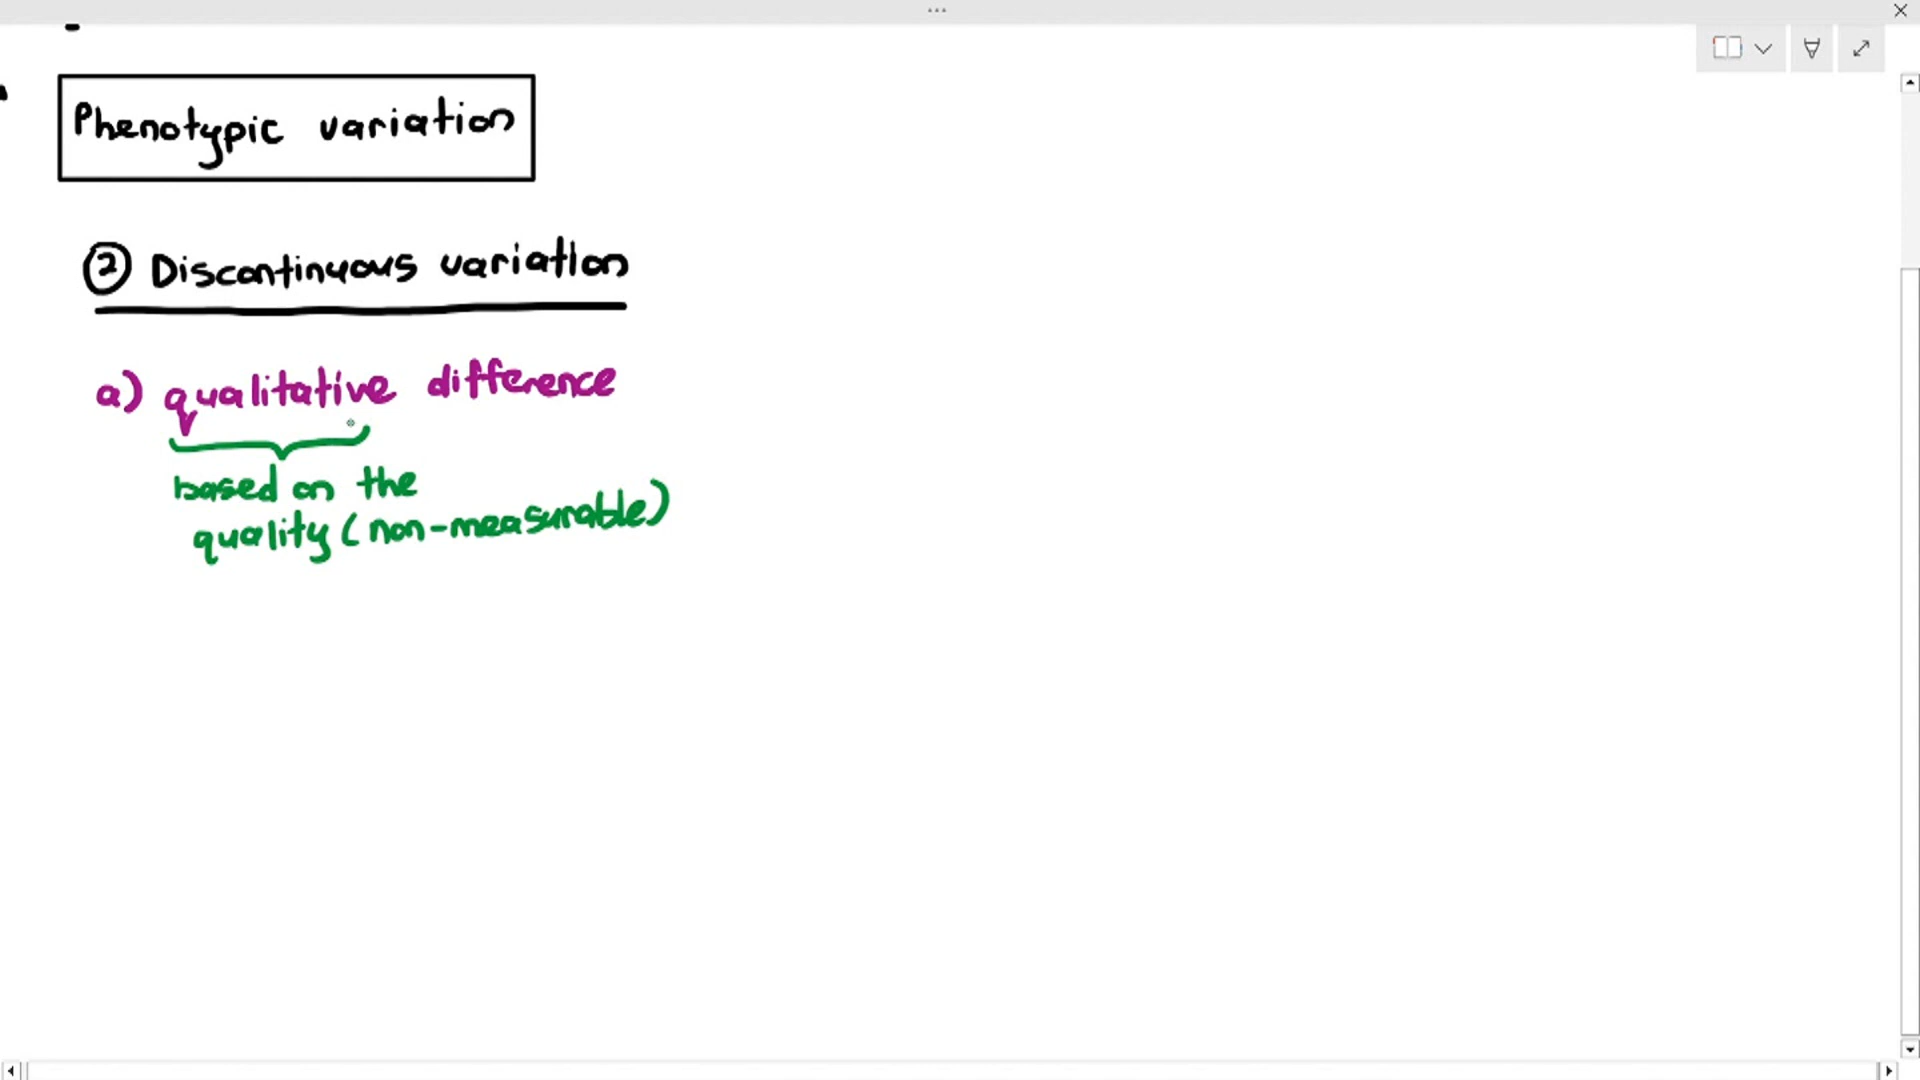 Phenotypic variation
② Discontinuous variation
a) qualitative difference
based on the
quality (non-measurable)